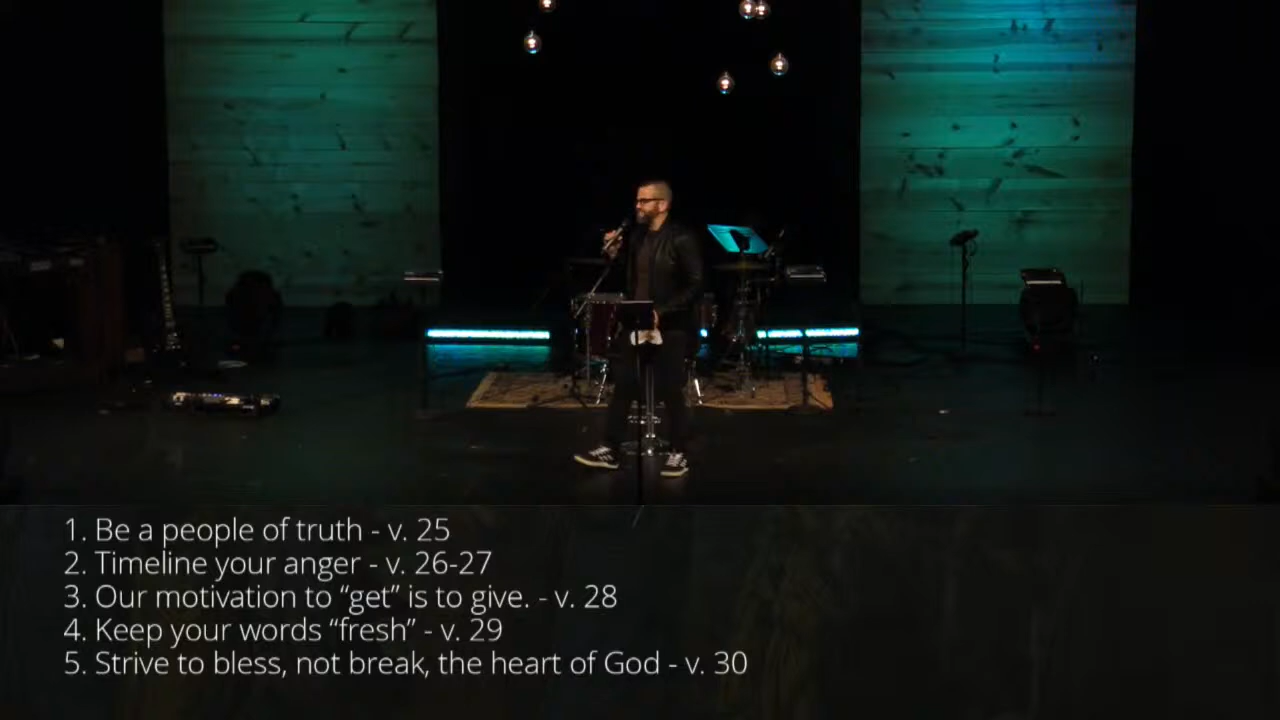 1. Be a people of truth - v. 25
2. Timeline your anger - v. 26-27
3. Our motivation to “get” is to give. - v. 28
4. Keep your words “fresh” - v. 29
5. Strive to bless, not break, the heart of God - v. 30